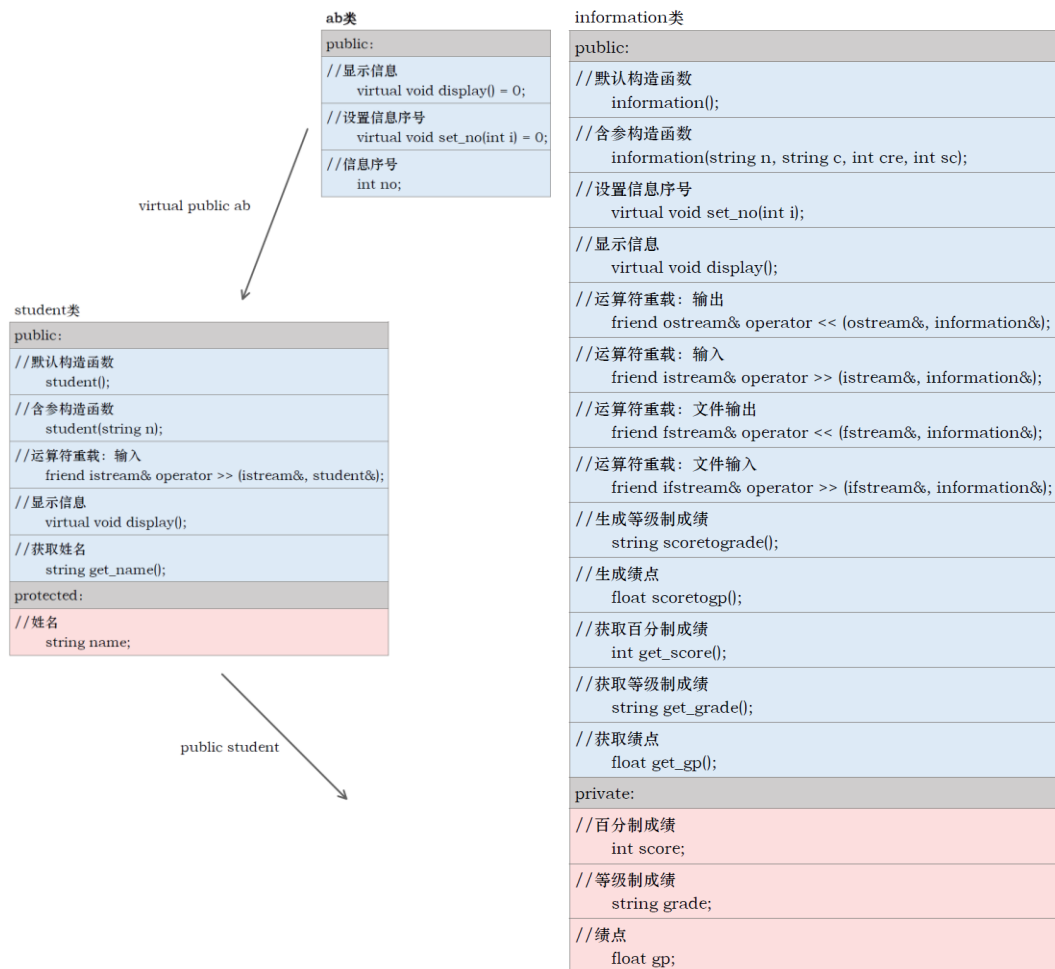 ab类
public:
//显示信息
virtual void display() = 0;
//设置信息序号
virtual void set_no(int i) = 0;
//信息序号
int no;
virtual public ab
student类
public:
//默认构造函数
student();
//含参构造函数
student(string n);
//运算符重载：输入
friend istream& operator >> (istream&, student&);
//显示信息
virtual void display();
//获取姓名
string get_name();
protected:
//姓名
string name;
public student
information类
public:
//默认构造函数
information();
//含参构造函数
information(string n, string c, int cre, int sc);
//设置信息序号
virtual void set_no(int i);
//显示信息
virtual void display();
//运算符重载：输出
friend ostream& operator << (ostream&, information&);
//运算符重载：输入
friend istream& operator >> (istream&, information&);
//运算符重载：文件输出
friend fstream& operator << (fstream&, information&);
//运算符重载：文件输入
friend ifstream& operator >> (ifstream&, information&);
//生成等级制成绩
string scoretograde();
//生成绩点
float scoretogp();
//获取百分制成绩
int get_score();
//获取等级制成绩
string get_grade();
//获取绩点
float get_gp();
private:
//百分制成绩
int score;
//等级制成绩
string grade;
//绩点
float gp;